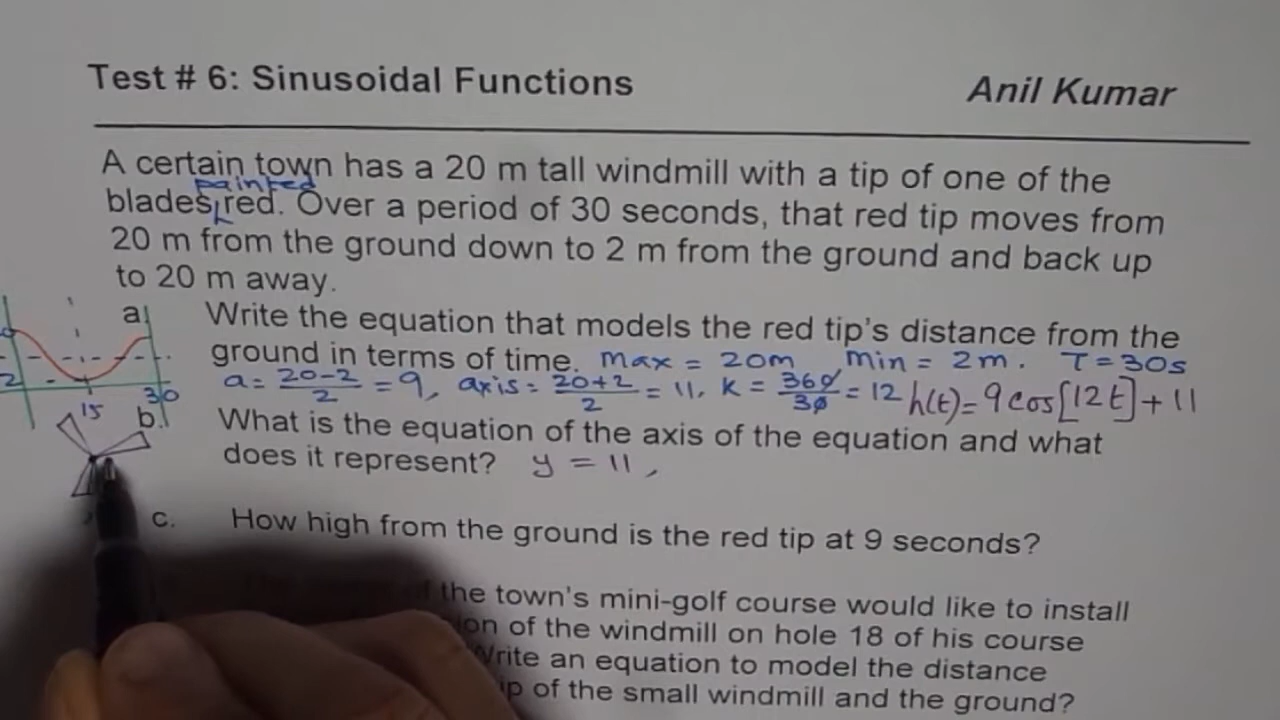 Test # 6: Sinusoidal Functions
Anil Kumar
A certain town has a 20 m tall windmill with a tip of one of the
painted
blades, red. Over a period of 30 seconds, that red tip moves from
20 m from the ground down to 2 m from the ground and back up
to 20 m away.
a. Write the equation that models the red tip's distance from the
ground in terms of time. max = 20m min = 2m. T = 30s
a = 20-2/2 = 9, axis = 20+2/2 = 11, k = 360/30 = 12 h(t) = 9 cos[12t] + 11
2
15
30
b. What is the equation of the axis of the equation and what
does it represent? y = 11,
c. How high from the ground is the red tip at 9 seconds?
the town's mini-golf course would like to install
of the windmill on hole 18 of his course
Write an equation to model the distance
of the small windmill and the ground?